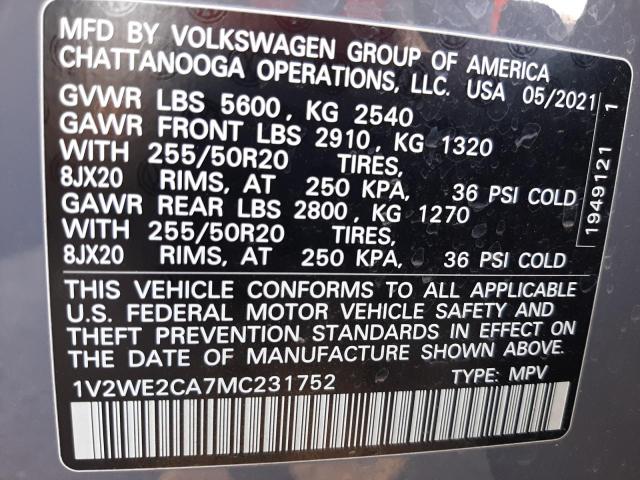 MFD BY VOLKSWAGEN GROUP OF AMERICA
CHATTANOOGA OPERATIONS, LLC. USA 05/2021
GVWR LBS 5600, KG 2540
GAWR FRONT LBS 2910, KG 1320
WITH 255/50R20 TIRES,
8JX20 RIMS, AT 250 KPA, 36 PSI COLD
GAWR REAR LBS 2800, KG 1270
WITH 255/50R20 TIRES,
8JX20 RIMS, AT 250 KPA, 36 PSI COLD
1949121 1
THIS VEHICLE CONFORMS TO ALL APPLICABLE
U.S. FEDERAL MOTOR VEHICLE SAFETY AND
THEFT PREVENTION STANDARDS IN EFFECT ON
THE DATE OF MANUFACTURE SHOWN ABOVE.
1V2WE2CA7MC231752 TYPE: MPV